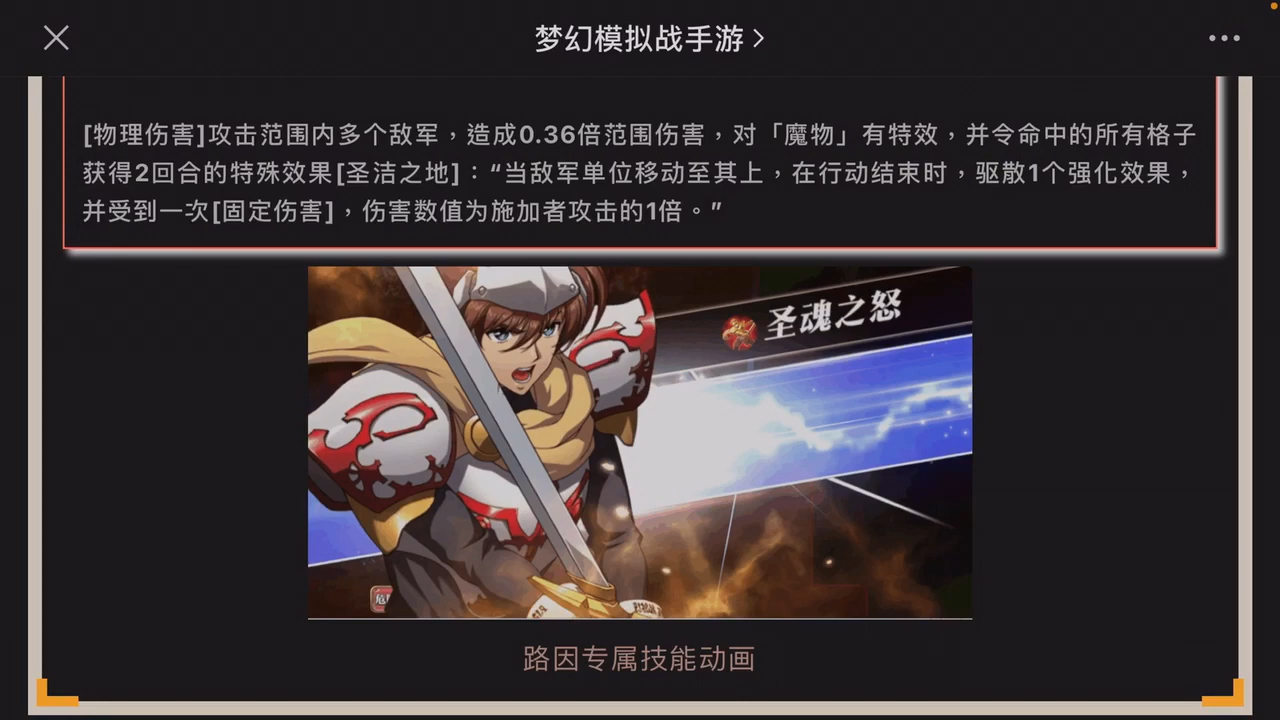 梦幻模拟战手游
[物理伤害]攻击范围内多个敌军，造成0.36倍范围伤害，对「魔物」有特效，并令命中的所有格子
获得2回合的特殊效果[圣洁之地]：“当敌军单位移动至其上，在行动结束时，驱散1个强化效果，
并受到一次[固定伤害]，伤害数值为施加者攻击的1倍。”
圣魂之怒
危
路因专属技能动画